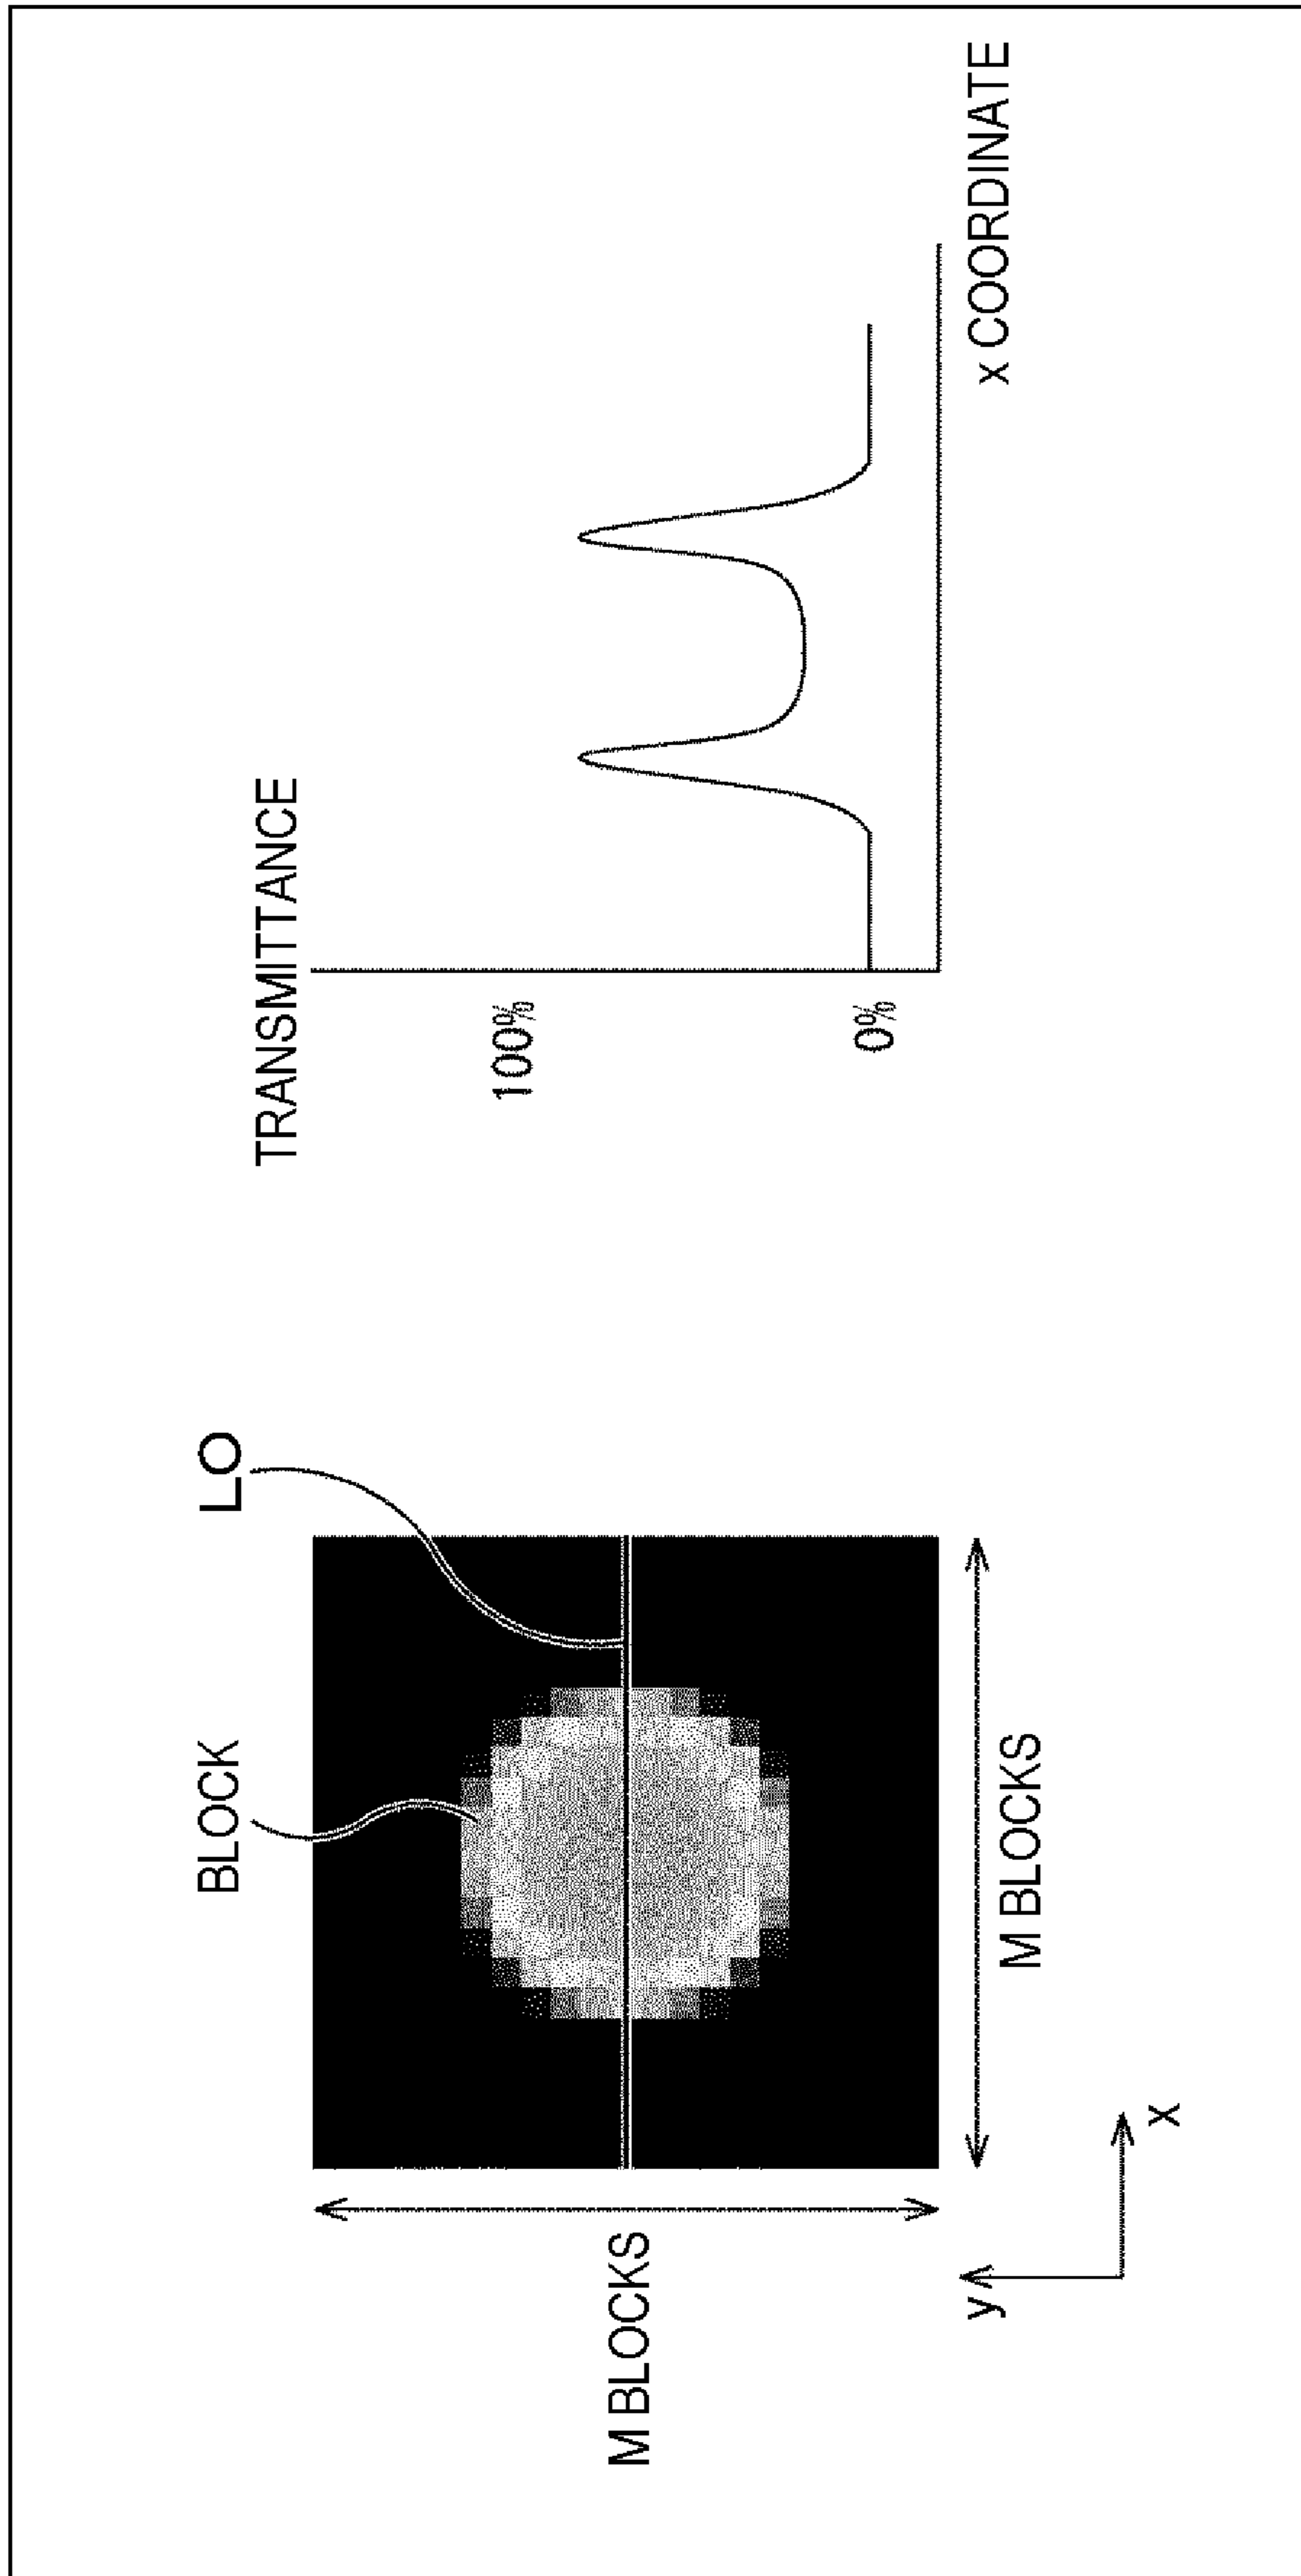 BLOCK
LO
M BLOCKS
M BLOCKS
y
x
TRANSMITTANCE
100%
0%
x COORDINATE